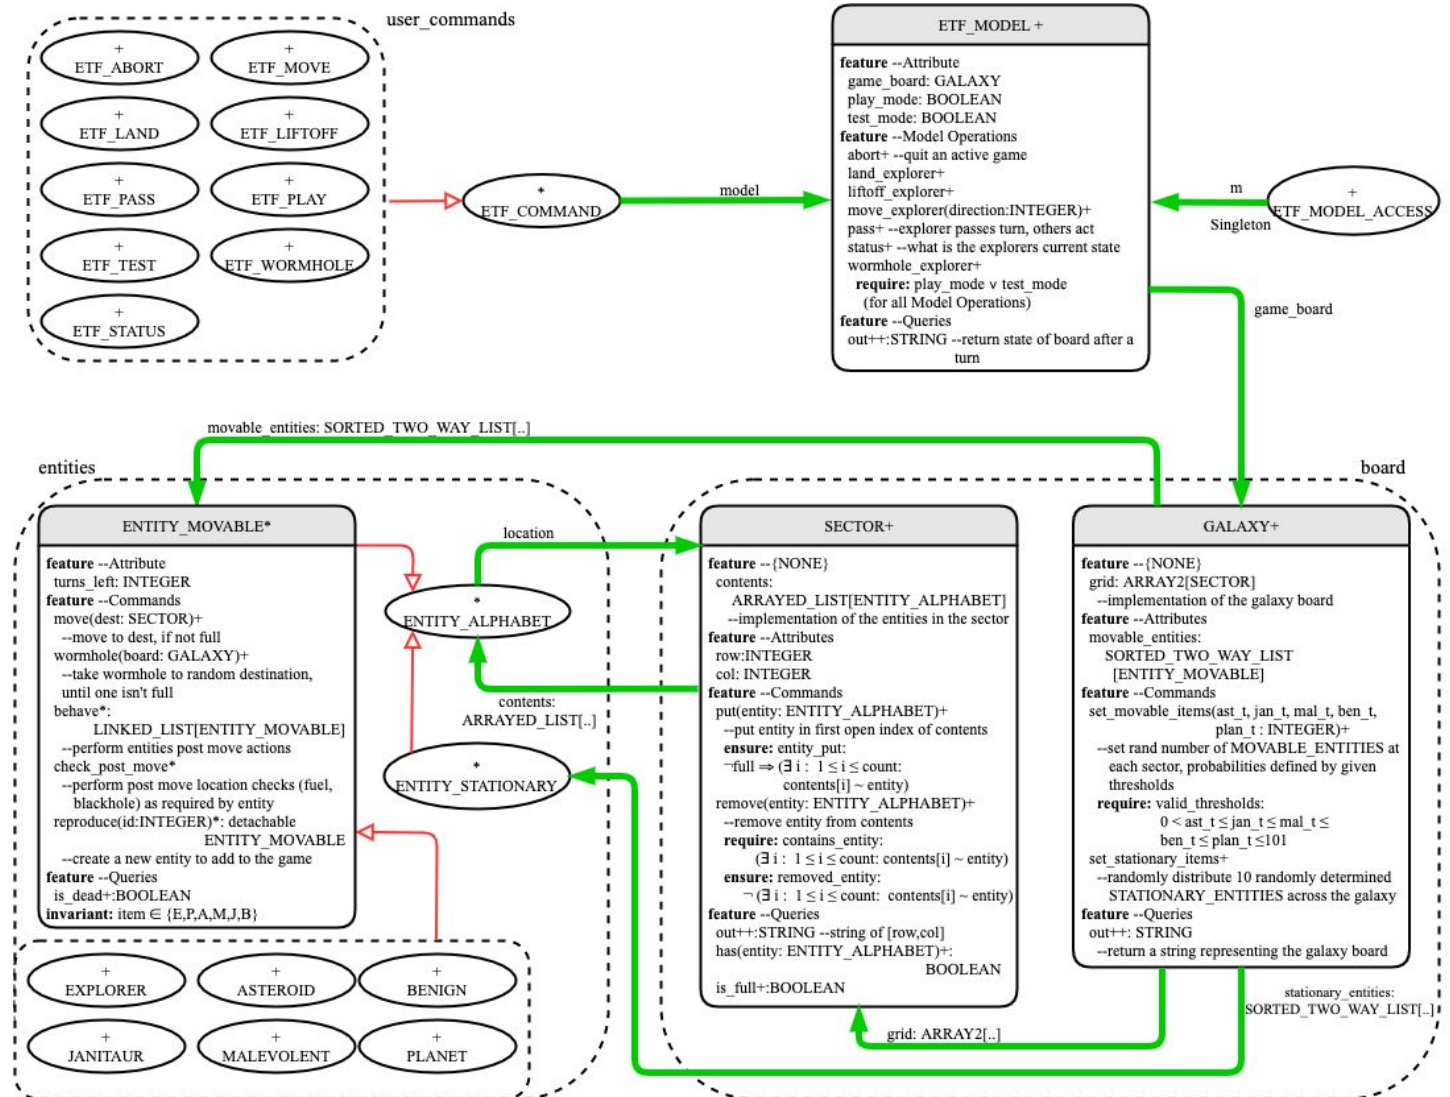 user_commands
+
ETF_ABORT
+
ETF_MOVE
+
ETF_LAND
+
ETF_LIFTOFF
+
ETF_PASS
+
ETF_PLAY
+
ETF_TEST
+
ETF_WORMHOLE
+
ETF_STATUS
*
ETF_COMMAND
model
ETF_MODEL +
feature --Attribute
game_board: GALAXY
play_mode: BOOLEAN
test_mode: BOOLEAN
feature --Model Operations
abort+ --quit an active game
land_explorer+
liftoff_explorer+
move_explorer(direction:INTEGER)+
pass+ --explorer passes turn, others act
status+ --what is the explorers current state
wormhole_explorer+
require: play_mode ∨ test_mode
(for all Model Operations)
feature --Queries
out++:STRING --return state of board after a
turn
m
Singleton
+
ETF_MODEL_ACCESS
game_board
movable_entities: SORTED_TWO_WAY_LIST[..]
entities
ENTITY_MOVABLE*
feature --Attribute
turns_left: INTEGER
feature --Commands
move(dest: SECTOR)+
--move to dest, if not full
wormhole(board: GALAXY)+
--take wormhole to random destination,
until one isn't full
behave*:
LINKED_LIST[ENTITY_MOVABLE]
--perform entities post move actions
check_post_move*
--perform post move location checks (fuel,
blackhole) as required by entity
reproduce(id:INTEGER)*: detachable
ENTITY_MOVABLE
--create a new entity to add to the game
feature --Queries
is_dead+:BOOLEAN
invariant: item ∈ {E,P,A,M,J,B}
+
EXPLORER
+
ASTEROID
+
BENIGN
+
JANITAUR
+
MALEVOLENT
+
PLANET
location
*
ENTITY_ALPHABET
contents:
ARRAYED_LIST[..]
*
ENTITY_STATIONARY
board
SECTOR+
feature --{NONE}
contents:
ARRAYED_LIST[ENTITY_ALPHABET]
--implementation of the entities in the sector
feature --Attributes
row:INTEGER
col: INTEGER
feature --Commands
put(entity: ENTITY_ALPHABET)+
--put entity in first open index of contents
ensure: entity_put:
¬full ⇒ (∃ i : 1 ≤ i ≤ count:
contents[i] ~ entity)
remove(entity: ENTITY_ALPHABET)+
--remove entity from contents
require: contains_entity:
(∃ i : 1 ≤ i ≤ count: contents[i] ~ entity)
ensure: removed_entity:
¬ (∃ i : 1 ≤ i ≤ count: contents[i] ~ entity)
feature --Queries
out++:STRING --string of [row,col]
has(entity: ENTITY_ALPHABET)+:
BOOLEAN
is_full+:BOOLEAN
GALAXY+
feature --{NONE}
grid: ARRAY2[SECTOR]
--implementation of the galaxy board
feature --Attributes
movable_entities:
SORTED_TWO_WAY_LIST
[ENTITY_MOVABLE]
feature --Commands
set_movable_items(ast_t, jan_t, mal_t, ben_t,
plan_t : INTEGER)+
--set rand number of MOVABLE_ENTITIES at
each sector, probabilities defined by given
thresholds
require: valid_thresholds:
0 < ast_t ≤ jan_t ≤ mal_t ≤
ben_t ≤ plan_t ≤101
set_stationary_items+
--randomly distribute 10 randomly determined
STATIONARY_ENTITIES across the galaxy
feature --Queries
out++: STRING
--return a string representing the galaxy board
grid: ARRAY2[..]
stationary_entities:
SORTED_TWO_WAY_LIST[..]